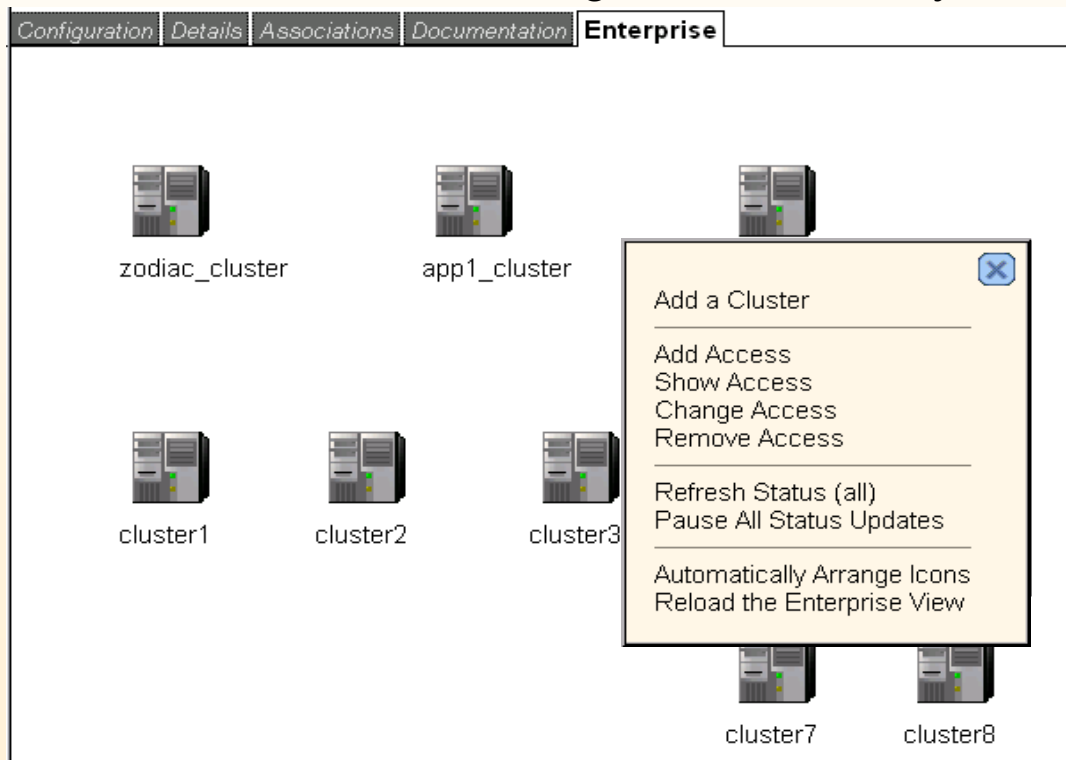 Configuration Details Associations Documentation Enterprise
zodiac_cluster app1_cluster
Add a Cluster
Add Access
Show Access
Change Access
Remove Access
Refresh Status (all)
Pause All Status Updates
Automatically Arrange Icons
Reload the Enterprise View
cluster1 cluster2 cluster3
cluster7 cluster8